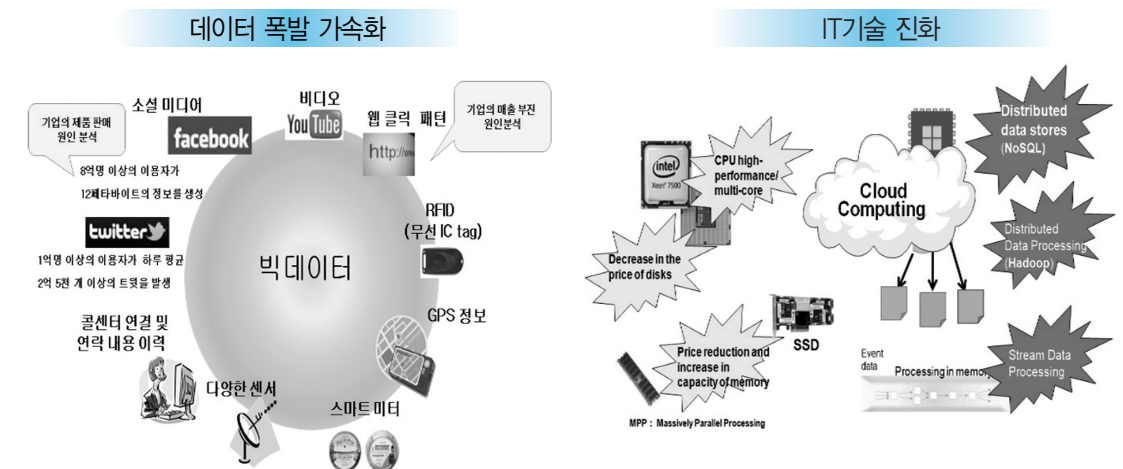 데이터 폭발 가속화
소셜 미디어
기업의 제품 판매
원인 분석
facebook
8억명 이상의 이용자가
12페타바이트의 정보를 생성
비디오
YouTube
웹 클릭 패턴
http://ww
기업의 매출 부진
원인분석
twitter
1억명 이상의 이용자가 하루 평균
2억 5천 개 이상의 트윗을 발생
RFID
(무선 IC tag)
빅데이터
GPS 정보
콜센터 연결 및
연락 내용 이력
다양한 센서
스마트 미터
IT기술 진화
intel
Xeon® 7500
CPU high-
performance/
multi-core
Decrease in the
price of disks
Price reduction and
increase in
capacity of memory
SSD
MPP : Massively Parallel Processing
Cloud
Computing
Distributed
data stores
(NoSQL)
Distributed
Data Processing
(Hadoop)
Event
data
Processing in memory
Stream Data
Processing